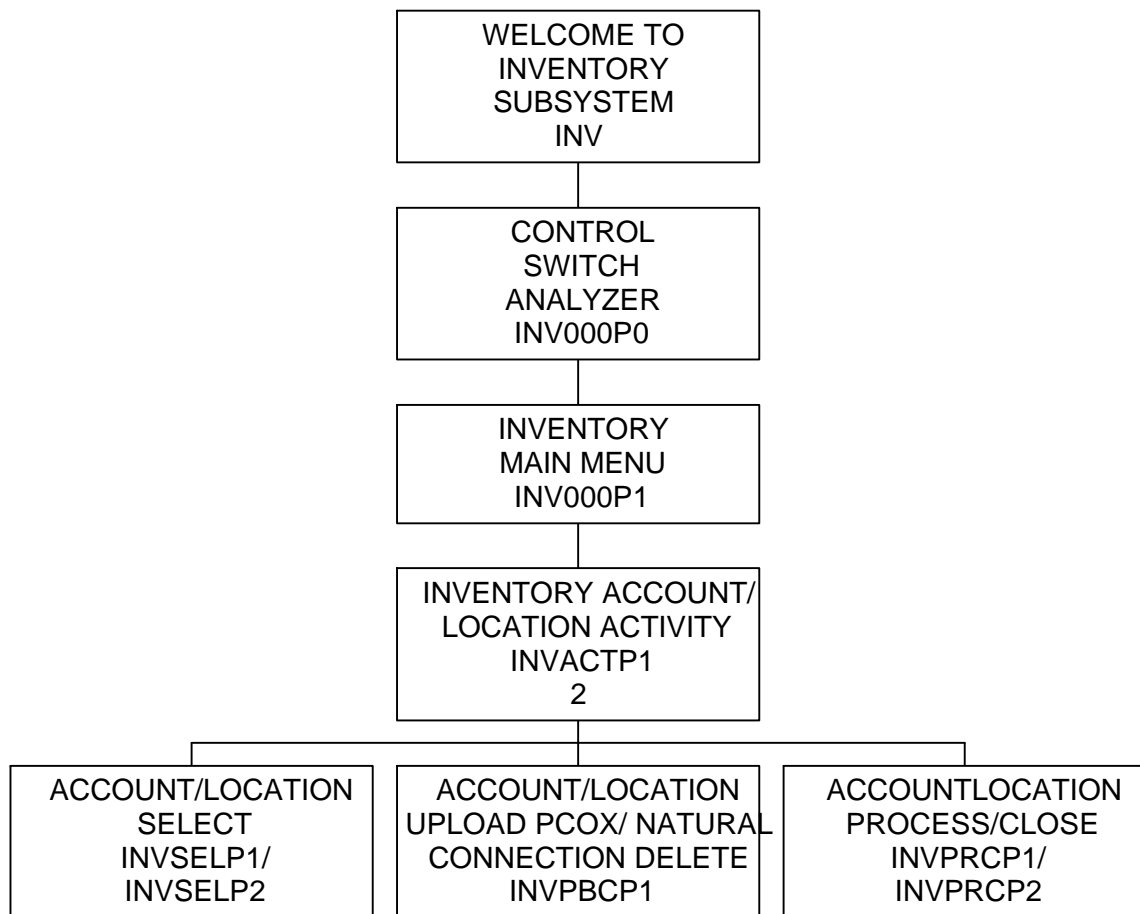 WELCOME TO
INVENTORY
SUBSYSTEM
INV
CONTROL
SWITCH
ANALYZER
INV000P0
INVENTORY
MAIN MENU
INV000P1
INVENTORY ACCOUNT/
LOCATION ACTIVITY
INVACTP1
2
ACCOUNT/LOCATION
SELECT
INVSELP1/
INVSELP2
ACCOUNT/LOCATION
UPLOAD PCOX/ NATURAL
CONNECTION DELETE
INVPBCP1
ACCOUNTLOCATION
PROCESS/CLOSE
INVPRCP1/
INVPRCP2